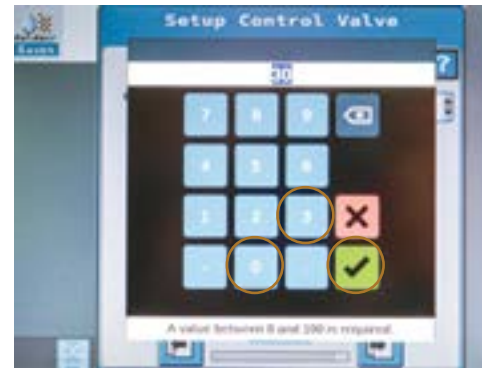 Setup Control Valve
?
30
7 8 9
4 5 6
1 2 3
- 0 .
A value between 0 and 100 is required.